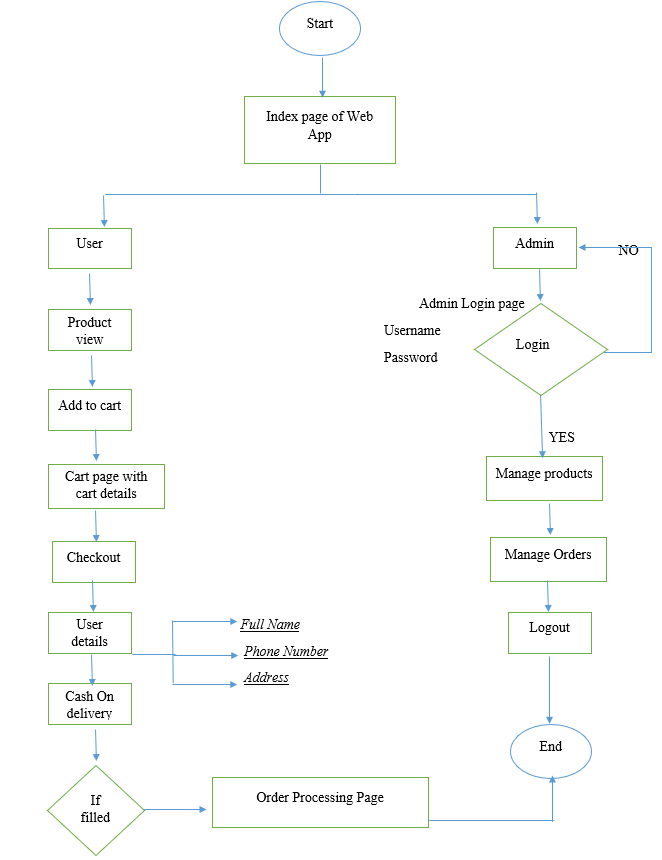 Start
Index page of Web
App
User
Admin
NO
Admin Login page
Username
Password
Login
Product
view
Add to cart
YES
Cart page with
cart details
Manage products
Checkout
Manage Orders
User
details
Full Name
Phone Number
Address
Logout
Cash On
delivery
End
If
filled
Order Processing Page